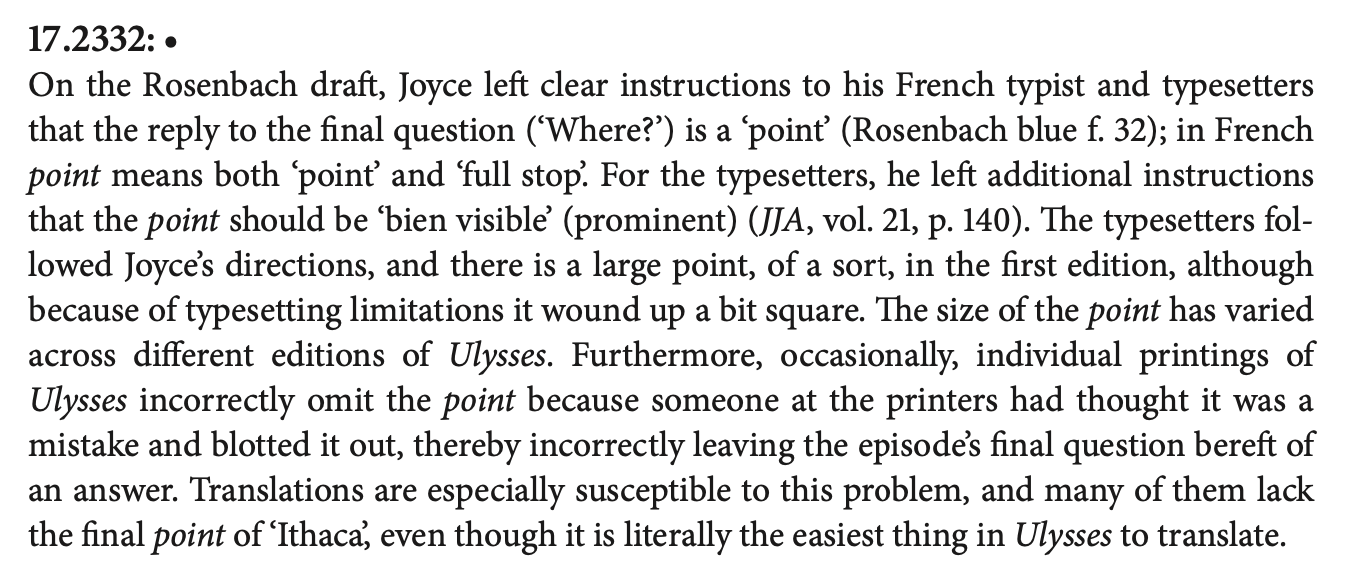 17.2332: •
On the Rosenbach draft, Joyce left clear instructions to his French typist and typesetters
that the reply to the final question (‘Where?’) is a ‘point’ (Rosenbach blue f. 32); in French
point means both ‘point’ and ‘full stop’. For the typesetters, he left additional instructions
that the point should be ‘bien visible’ (prominent) (JJA, vol. 21, p. 140). The typesetters fol-
lowed Joyce’s directions, and there is a large point, of a sort, in the first edition, although
because of typesetting limitations it wound up a bit square. The size of the point has varied
across different editions of Ulysses. Furthermore, occasionally, individual printings of
Ulysses incorrectly omit the point because someone at the printers had thought it was a
mistake and blotted it out, thereby incorrectly leaving the episode’s final question bereft of
an answer. Translations are especially susceptible to this problem, and many of them lack
the final point of ‘Ithaca’, even though it is literally the easiest thing in Ulysses to translate.